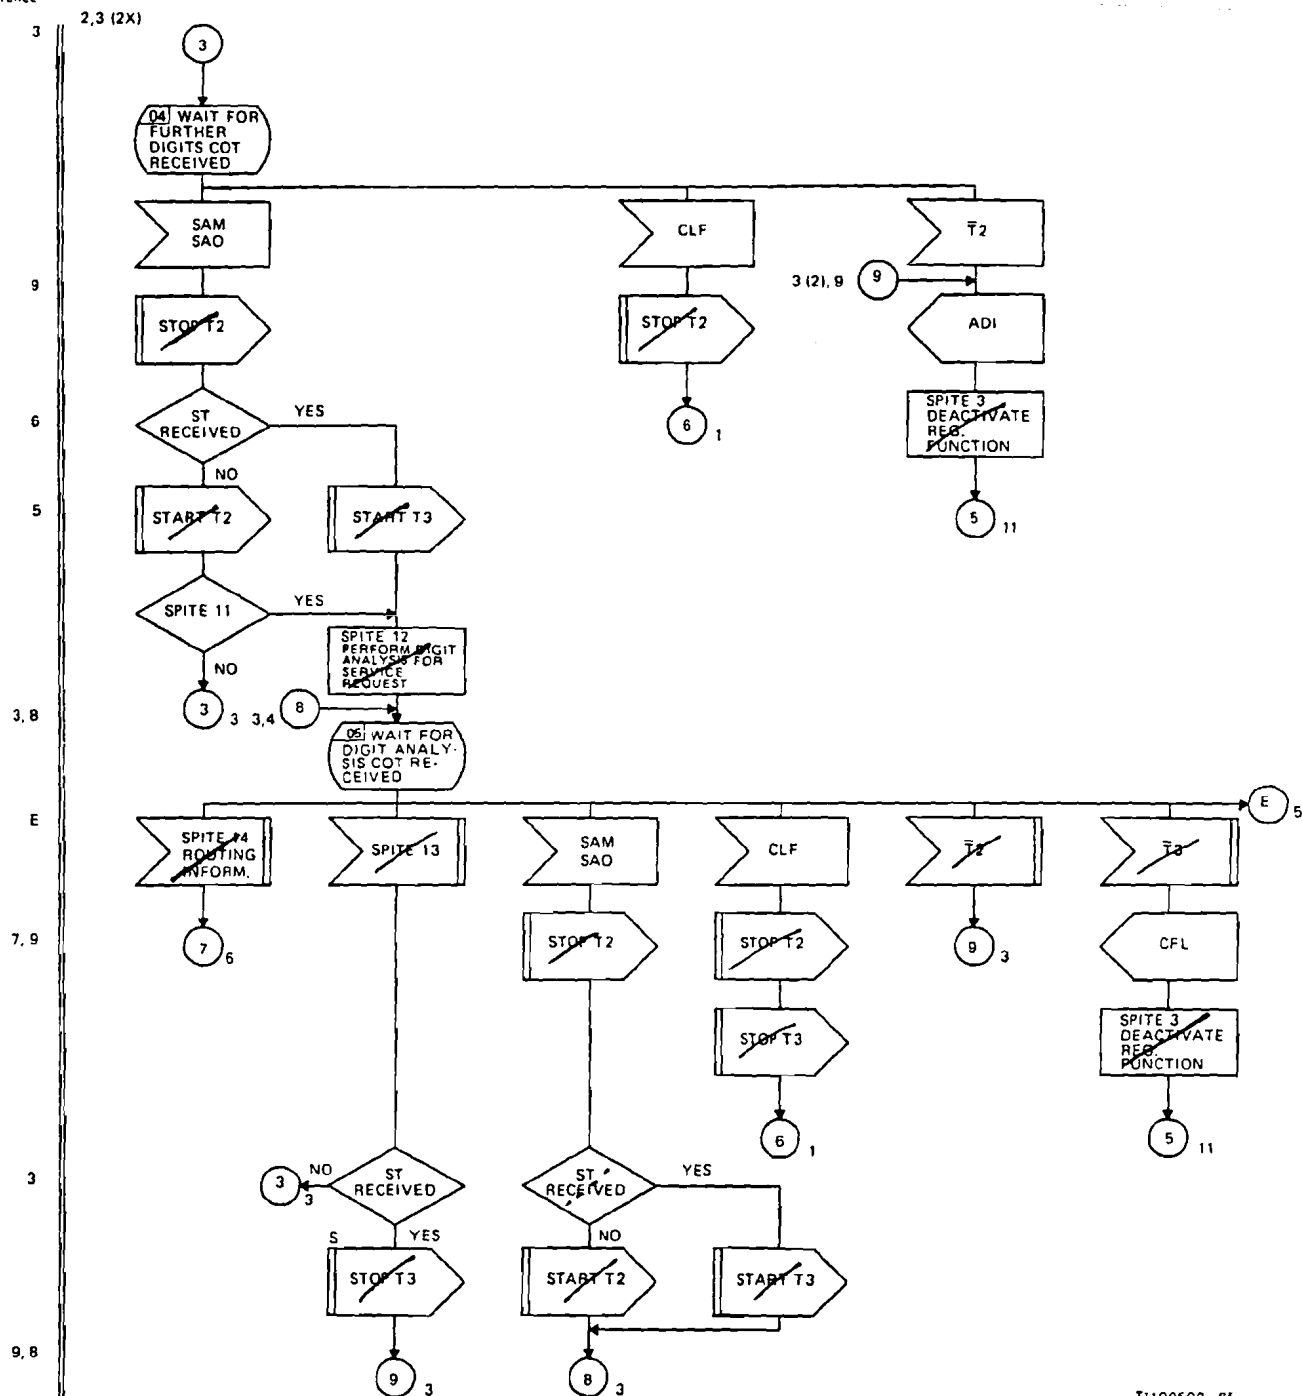 2,3 (2X)
3
3
04 WAIT FOR
FURTHER
DIGITS COT
RECEIVED
SAM
SAO
CLF
T̅2
9
3 (2), 9
9
STOP T2
STOP T2
ADI
6
ST
RECEIVED
YES
NO
6
1
SPITE 3
DEACTIVATE
REG.
FUNCTION
5
START T2
START T3
5
11
SPITE 11
YES
NO
SPITE 12
PERFORM DIGIT
ANALYSIS FOR
SERVICE
REQUEST
3,8
3
3
3,4
8
05 WAIT FOR
DIGIT ANALY-
SIS COT RE-
CEIVED
E
E
5
SPITE 14
ROUTING
INFORM.
SPITE 13
SAM
SAO
CLF
T̅2
T̅3
7,9
7
6
STOP T2
STOP T2
9
3
CFL
STOP T3
SPITE 3
DEACTIVATE
REG.
FUNCTION
6
1
5
11
3
3
3
NO
ST
RECEIVED
YES
ST
RECEIVED
YES
NO
S
STOP T3
START T2
START T3
9,8
9
3
8
3